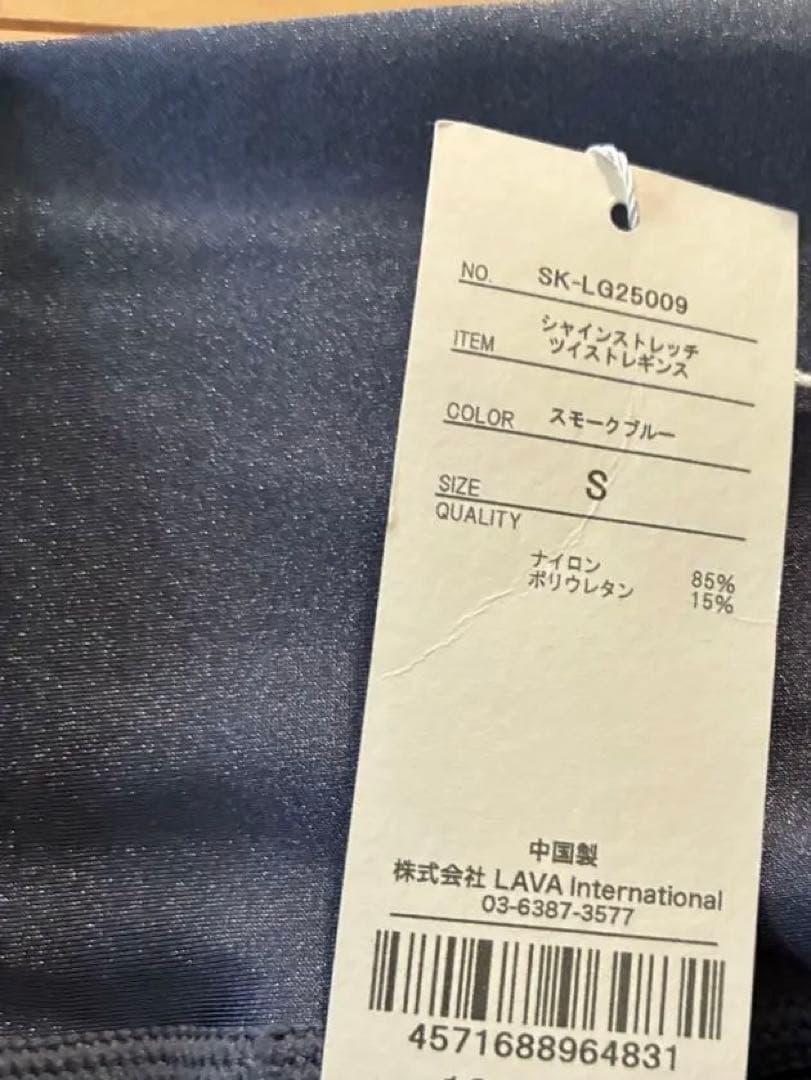 NO. SK-LG25009
ITEM シャインストレッチ
ツイストレギンス
COLOR スモークブルー
SIZE S
QUALITY
ナイロン 85%
ポリウレタン 15%
中国製
株式会社 LAVA International
03-6387-3577
4571688964831